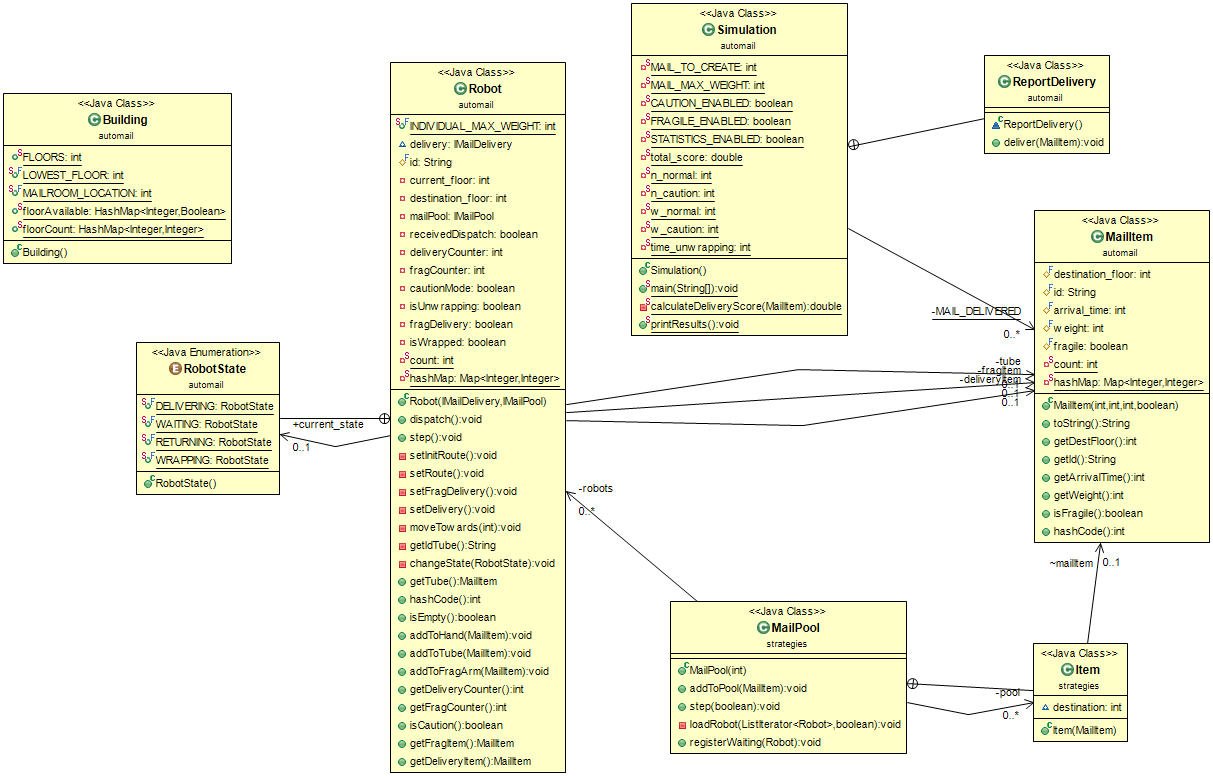 <<Java Class>>
Building
automail
FLOORS: int
LOWEST_FLOOR: int
MAILROOM_LOCATION: int
floorAvailable: HashMap<Integer,Boolean>
floorCount: HashMap<Integer,Integer>
Building()
<<Java Enumeration>>
RobotState
automail
DELIVERING: RobotState
WAITING: RobotState
RETURNING: RobotState
WRAPPING: RobotState
RobotState()
+current_state
0..1
<<Java Class>>
Robot
automail
INDIVIDUAL_MAX_WEIGHT: int
delivery: IMailDelivery
id: String
current_floor: int
destination_floor: int
mailPool: IMailPool
receivedDispatch: boolean
deliveryCounter: int
fragCounter: int
cautionMode: boolean
isUnwrapping: boolean
fragDelivery: boolean
isWrapped: boolean
count: int
hashMap: Map<Integer,Integer>
Robot(IMailDelivery,IMailPool)
dispatch():void
step():void
setInitRoute():void
setRoute():void
setFragDelivery():void
setDelivery():void
moveTowards(int):void
getIdTube():String
changeState(RobotState):void
getTube():MailItem
hashCode():int
isEmpty():boolean
addToHand(MailItem):void
addToTube(MailItem):void
addToFragArm(MailItem):void
getDeliveryCounter():int
getFragCounter():int
isCaution():boolean
getFragItem():MailItem
getDeliveryItem():MailItem
<<Java Class>>
Simulation
automail
MAIL_TO_CREATE: int
MAIL_MAX_WEIGHT: int
CAUTION_ENABLED: boolean
FRAGILE_ENABLED: boolean
STATISTICS_ENABLED: boolean
total_score: double
n_normal: int
n_caution: int
w_normal: int
w_caution: int
time_unwrapping: int
Simulation()
main(String[]):void
calculateDeliveryScore(MailItem):double
printResults():void
<<Java Class>>
ReportDelivery
automail
ReportDelivery()
deliver(MailItem):void
-MAIL_DELIVERED
0..*
-tube
-fragItem
-deliveryItem
0..1
0..1
0..1
<<Java Class>>
MailItem
automail
destination_floor: int
id: String
arrival_time: int
weight: int
fragile: boolean
count: int
hashMap: Map<Integer,Integer>
MailItem(int,int,int,boolean)
toString():String
getDestFloor():int
getId():String
getArrivalTime():int
getWeight():int
isFragile():boolean
hashCode():int
-robots
0..*
~mailItem
0..1
<<Java Class>>
MailPool
strategies
MailPool(int)
addToPool(MailItem):void
step(boolean):void
loadRobot(ListIterator<Robot>,boolean):void
registerWaiting(Robot):void
-pool
0..*
<<Java Class>>
Item
strategies
destination: int
Item(MailItem)